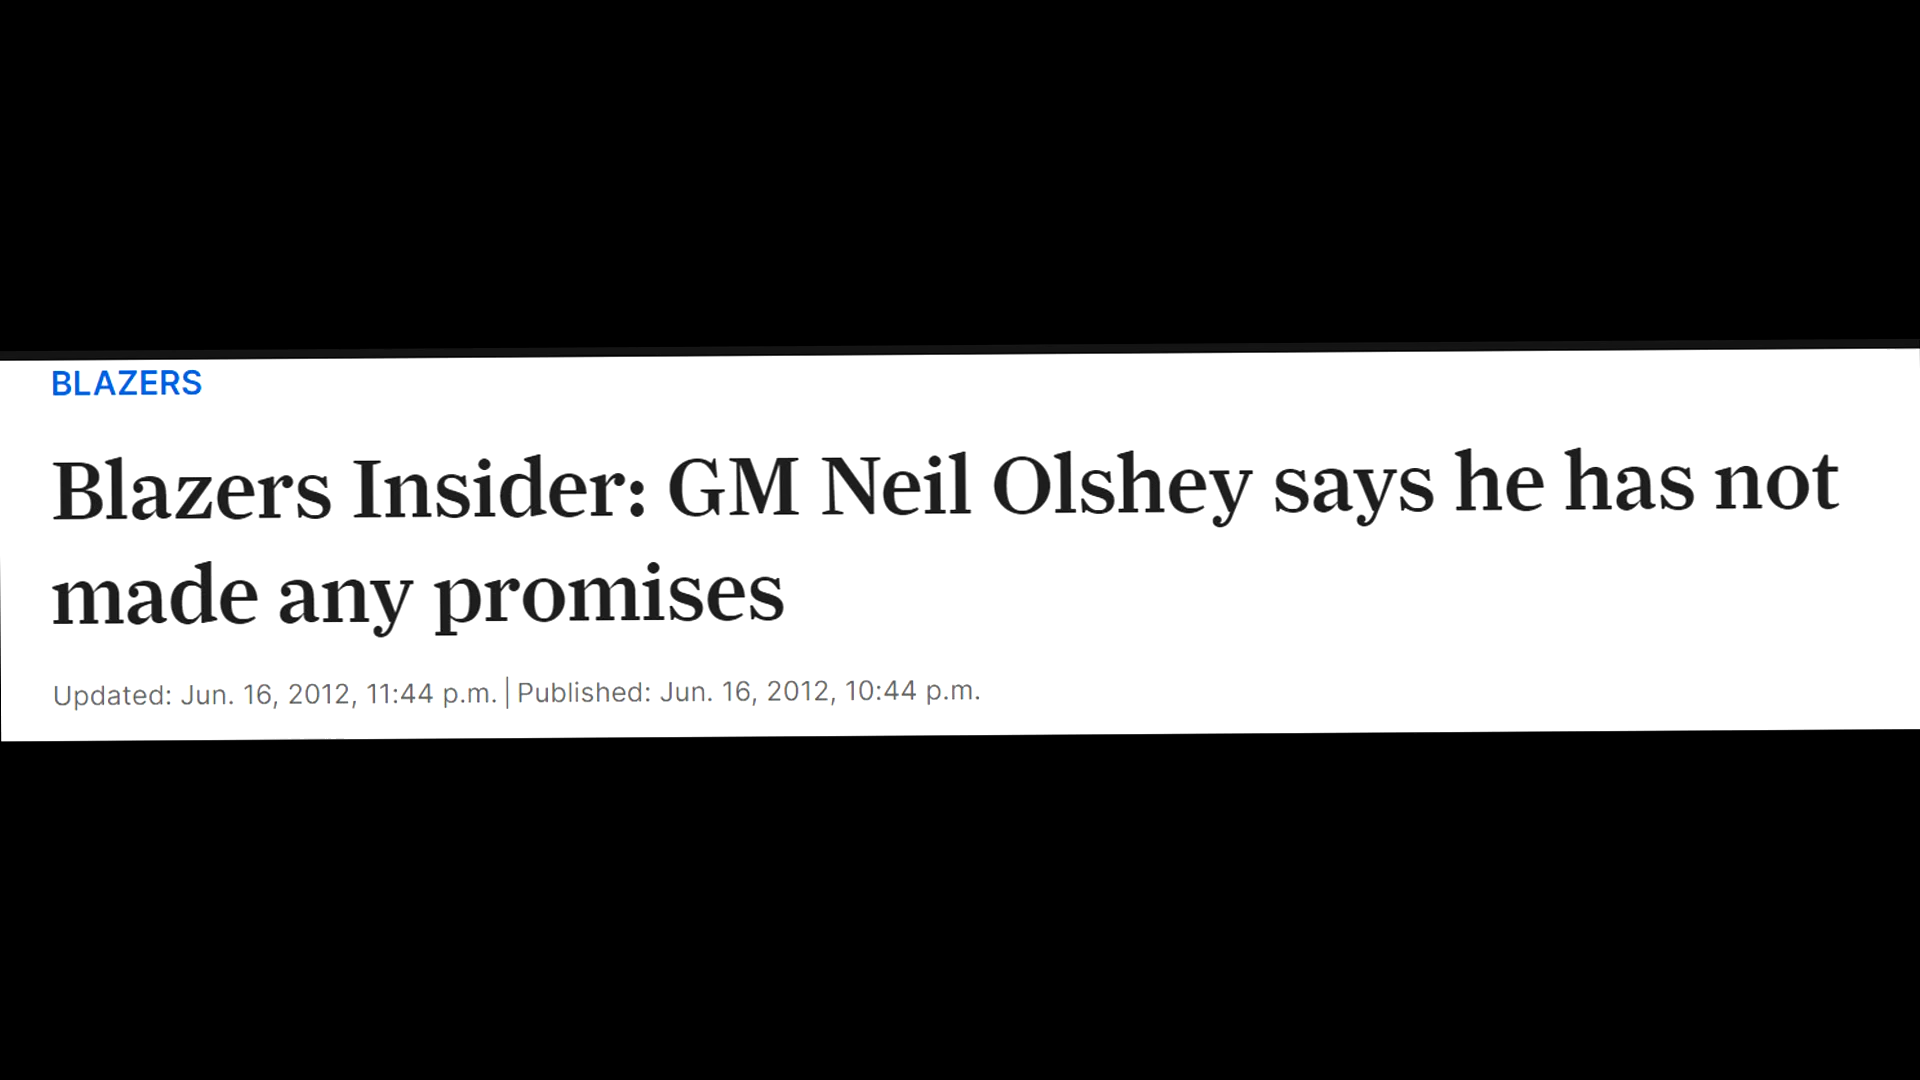 BLAZERS
Blazers Insider: GM Neil Olshey says he has not
made any promises
Updated: Jun. 16, 2012, 11:44 p.m. | Published: Jun. 16, 2012, 10:44 p.m.